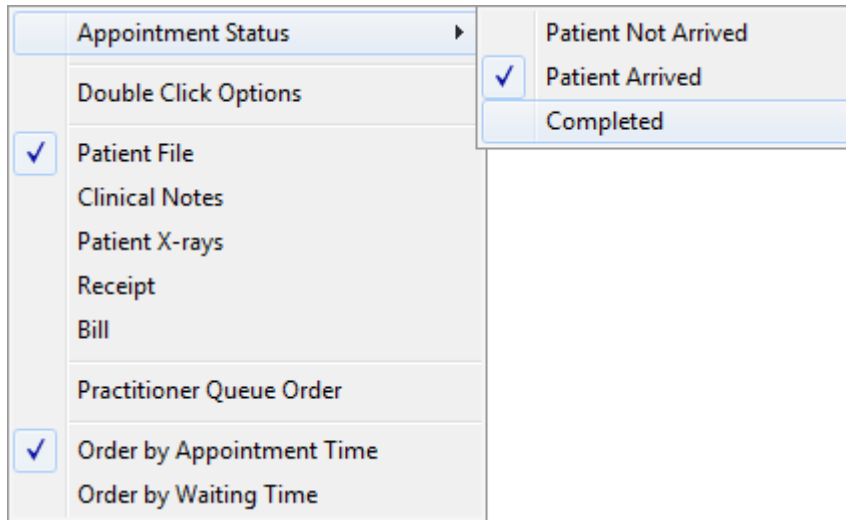 Appointment Status
Double Click Options
Patient File
Clinical Notes
Patient X-rays
Receipt
Bill
Practitioner Queue Order
Order by Appointment Time
Order by Waiting Time
Patient Not Arrived
Patient Arrived
Completed